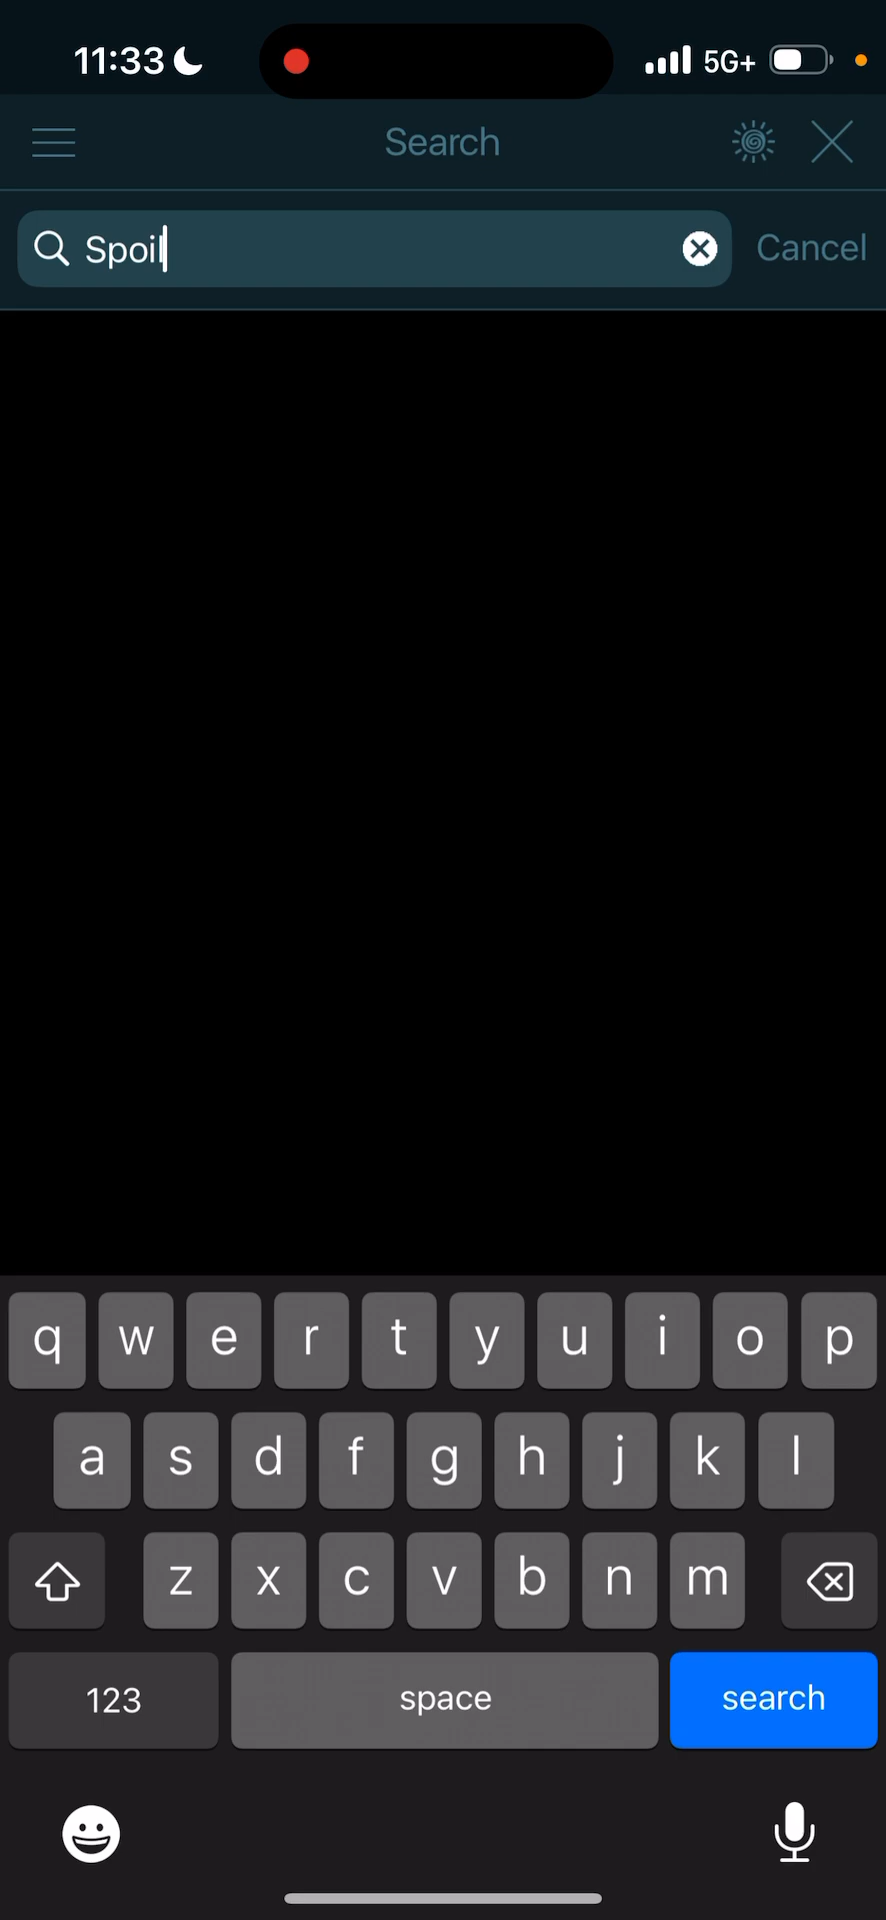 11:33
5G+
Search
Spoil
Cancel
q w e r t y u i o p
a s d f g h j k l
z x c v b n m
123 space search